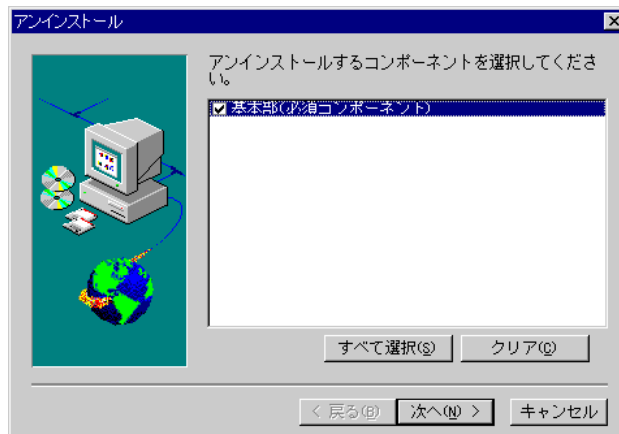 アンインストール
アンインストールするコンポーネントを選択してくださ
い。
基本部(必須コンポーネント)
すべて選択(S)
クリア(C)
< 戻る(B)
次へ(N) >
キャンセル